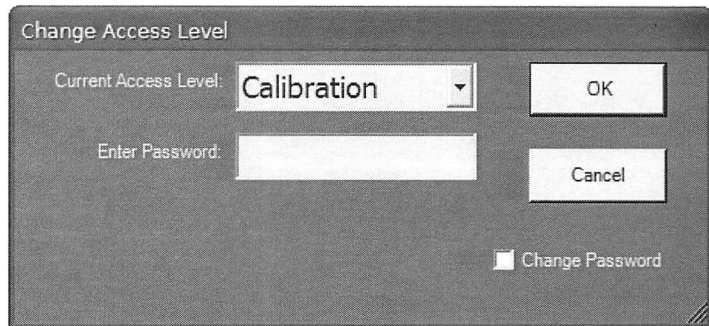 Change Access Level
Current Access Level: Calibration
OK
Enter Password:
Cancel
Change Password